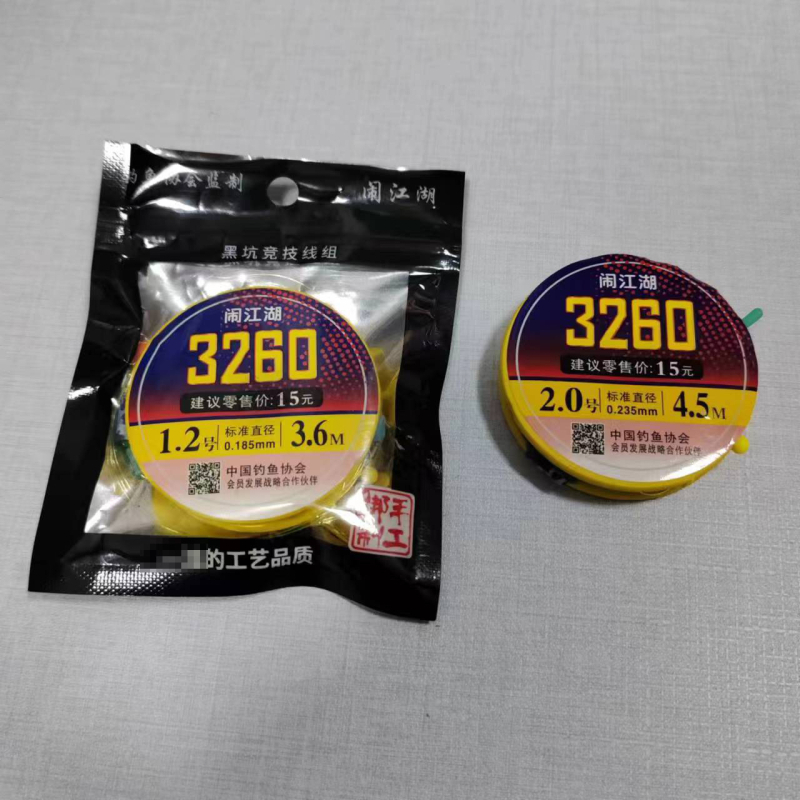 钓鱼协会监制
闹江湖
黑坑竞技线组
闹江湖
3260
建议零售价:15元
1.2号
标准直径
0.185mm
3.6M
中国钓鱼协会
会员发展战略合作伙伴
的工艺品质
手工
闹江湖
3260
建议零售价:15元
2.0号
标准直径
0.235mm
4.5M
中国钓鱼协会
会员发展战略合作伙伴